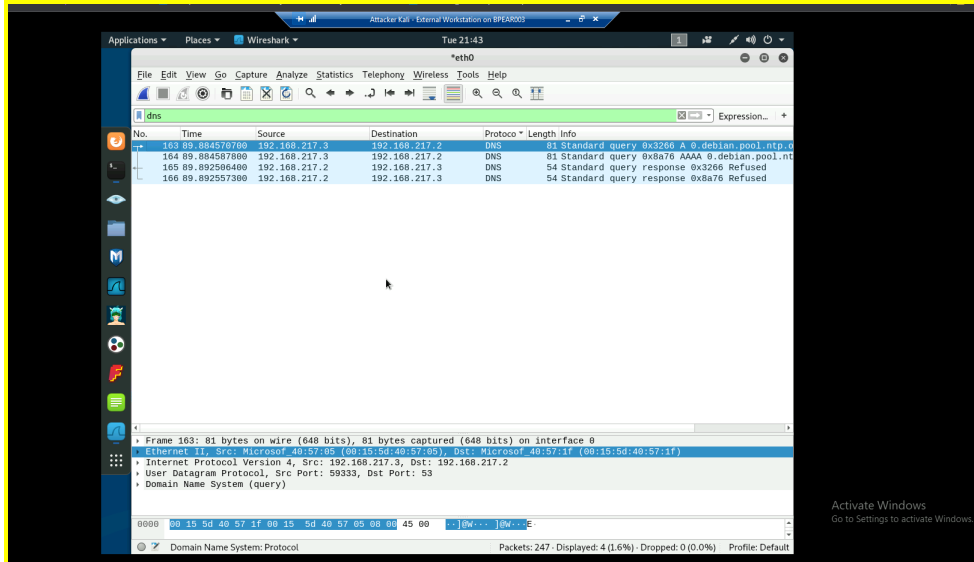 Attacker Kali - External Workstation on BPEAR003
Applications Places Wireshark Tue 21:43 1
*eth0
File Edit View Go Capture Analyze Statistics Telephony Wireless Tools Help
dns Expression… +
No. Time Source Destination Protoco Length Info
163 89.884570700 192.168.217.3 192.168.217.2 DNS 81 Standard query 0x3266 A 0.debian.pool.ntp.o
164 89.884587800 192.168.217.3 192.168.217.2 DNS 81 Standard query 0x8a76 AAAA 0.debian.pool.nt
165 89.892506400 192.168.217.2 192.168.217.3 DNS 54 Standard query response 0x3266 Refused
166 89.892557300 192.168.217.2 192.168.217.3 DNS 54 Standard query response 0x8a76 Refused
Frame 163: 81 bytes on wire (648 bits), 81 bytes captured (648 bits) on interface 0
Ethernet II, Src: Microsof_40:57:05 (00:15:5d:40:57:05), Dst: Microsof_40:57:1f (00:15:5d:40:57:1f)
Internet Protocol Version 4, Src: 192.168.217.3, Dst: 192.168.217.2
User Datagram Protocol, Src Port: 59333, Dst Port: 53
Domain Name System (query)
0000 00 15 5d 40 57 1f 00 15 5d 40 57 05 08 00 45 00 ··]@W··· ]@W···E·
Domain Name System: Protocol Packets: 247 · Displayed: 4 (1.6%) · Dropped: 0 (0.0%) Profile: Default
Activate Windows
Go to Settings to activate Windows.